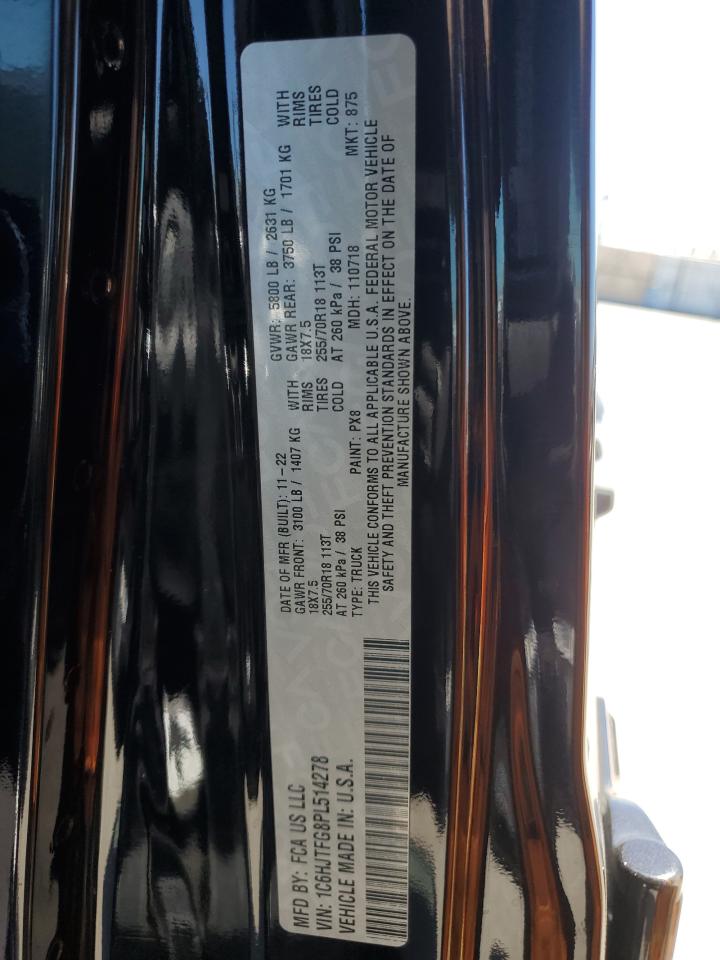 MFD BY: FCA US LLC
VIN: 1C6HJTFG8PL514278
VEHICLE MADE IN: U.S.A.
DATE OF MFR (BUILT): 11-22 GVWR: 5800 LB / 2631 KG
GAWR FRONT: 3100 LB / 1407 KG WITH GAWR REAR: 3750 LB / 1701 KG WITH
18X7.5 RIMS 18X7.5 RIMS
255/70R18 113T TIRES 255/70R18 113T TIRES
AT 260 kPa / 38 PSI COLD AT 260 kPa / 38 PSI COLD
TYPE: TRUCK PAINT: PX8 MDH: 110718 MKT: 875
THIS VEHICLE CONFORMS TO ALL APPLICABLE U.S.A. FEDERAL MOTOR VEHICLE
SAFETY AND THEFT PREVENTION STANDARDS IN EFFECT ON THE DATE OF
MANUFACTURE SHOWN ABOVE.